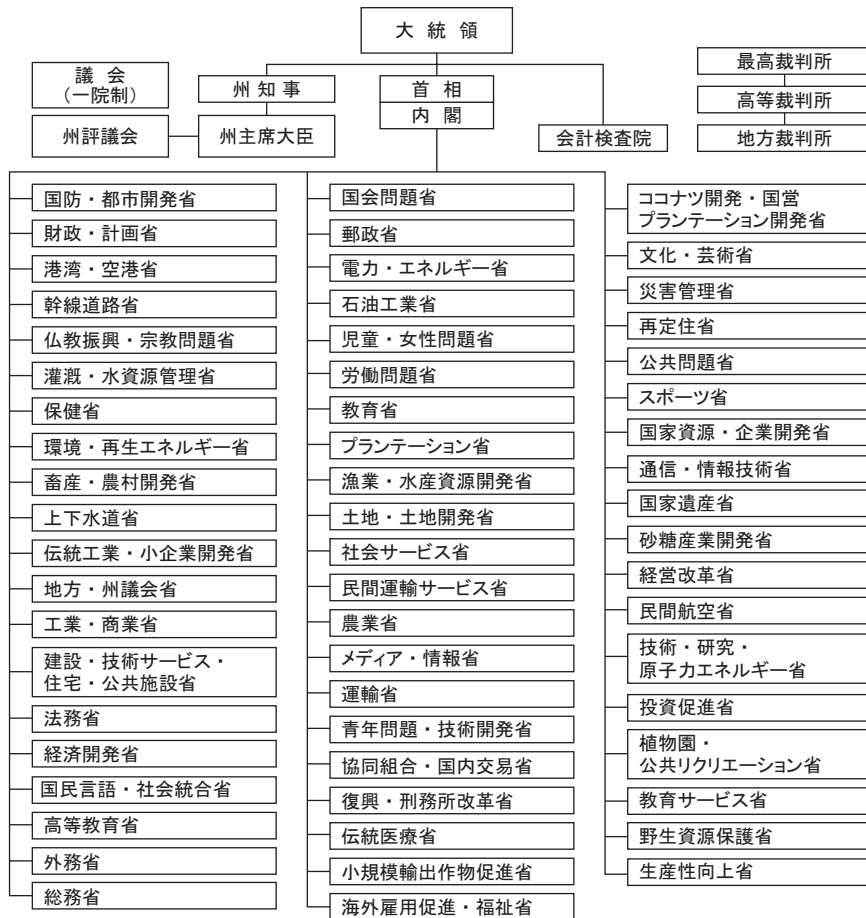 大統領
議会
(一院制)
州知事
首相
内閣
州評議会
州主席大臣
会計検査院
最高裁判所
高等裁判所
地方裁判所
国防・都市開発省
財政・計画省
港湾・空港省
幹線道路省
仏教振興・宗教問題省
灌漑・水資源管理省
保健省
環境・再生エネルギー省
畜産・農村開発省
上下水道省
伝統工業・小企業開発省
地方・州議会省
工業・商業省
建設・技術サービス・
住宅・公共施設省
法務省
経済開発省
国民言語・社会統合省
高等教育省
外務省
総務省
国会問題省
郵政省
電力・エネルギー省
石油工業省
児童・女性問題省
労働問題省
教育省
プランテーション省
漁業・水産資源開発省
土地・土地開発省
社会サービス省
民間運輸サービス省
農業省
メディア・情報省
運輸省
青年問題・技術開発省
協同組合・国内交易省
復興・刑務所改革省
伝統医療省
小規模輸出作物促進省
海外雇用促進・福祉省
ココナツ開発・国営
プランテーション開発省
文化・芸術省
災害管理省
再定住省
公共問題省
スポーツ省
国家資源・企業開発省
通信・情報技術省
国家遺産省
砂糖産業開発省
経営改革省
民間航空省
技術・研究・
原子力エネルギー省
投資促進省
植物園・
公共リクリエーション省
教育サービス省
野生資源保護省
生産性向上省